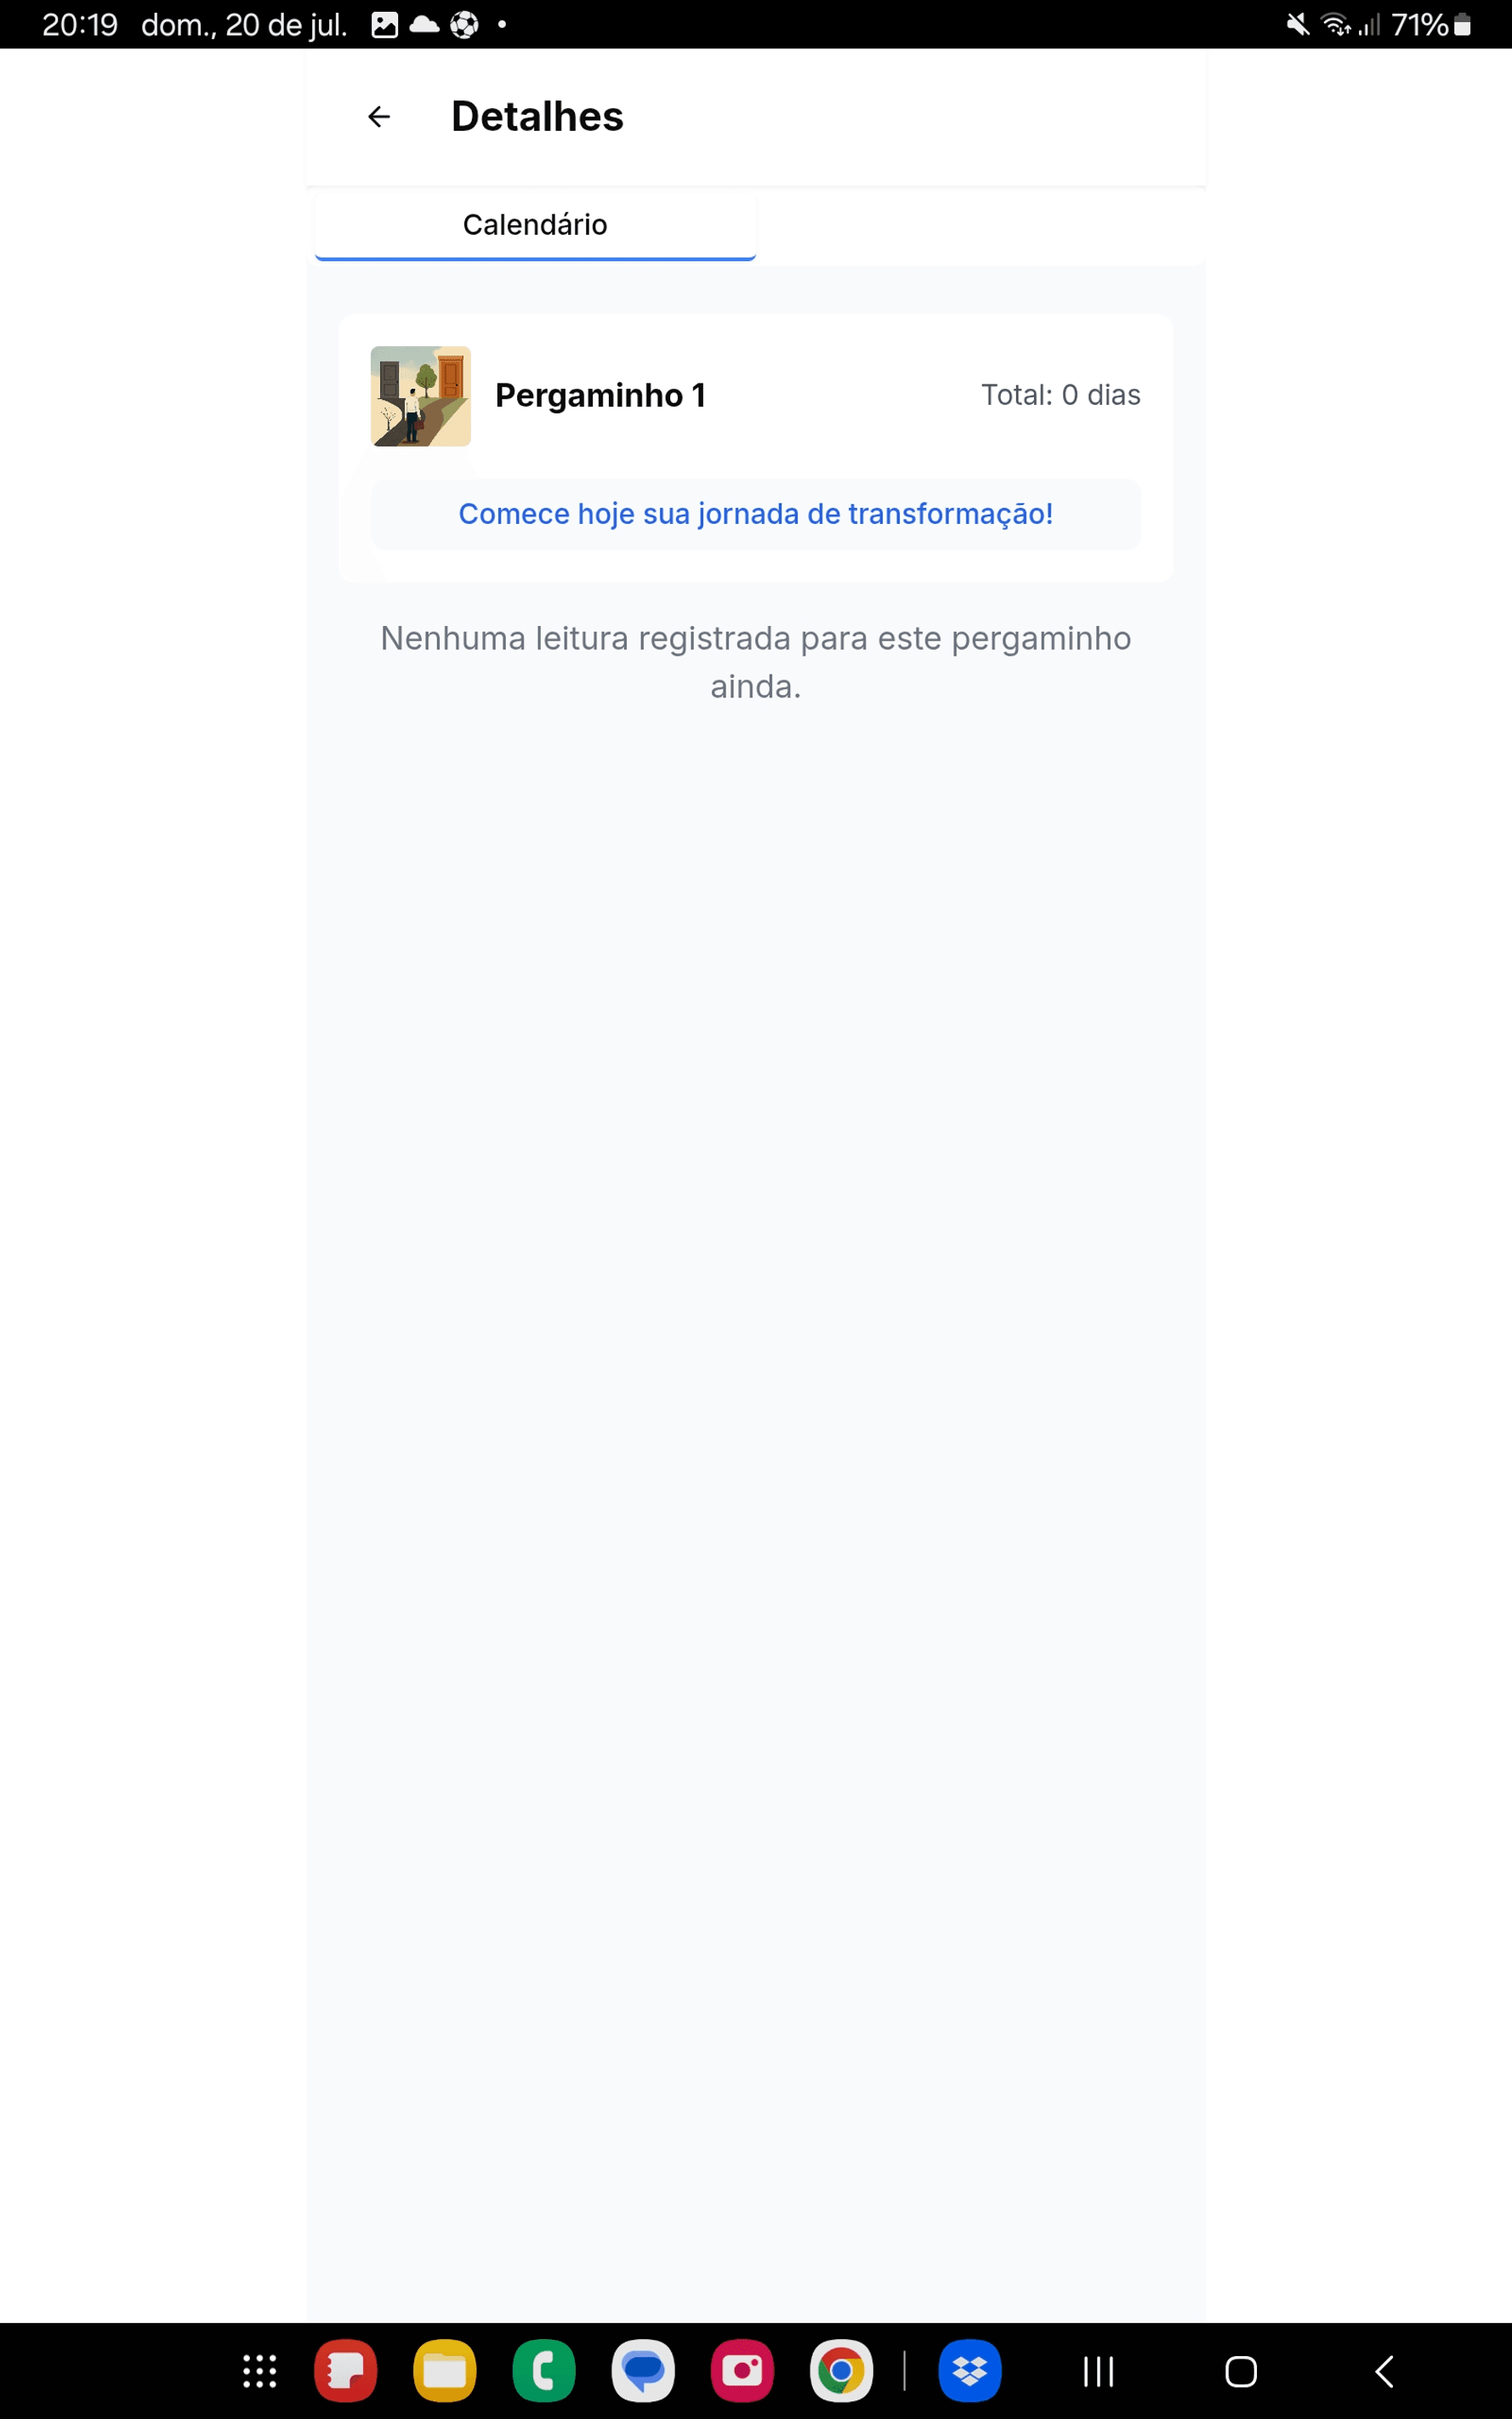 20:19 dom., 20 de jul. 71%
Detalhes
Calendário
Pergaminho 1
Total: 0 dias
Comece hoje sua jornada de transformação!
Nenhuma leitura registrada para este pergaminho
ainda.